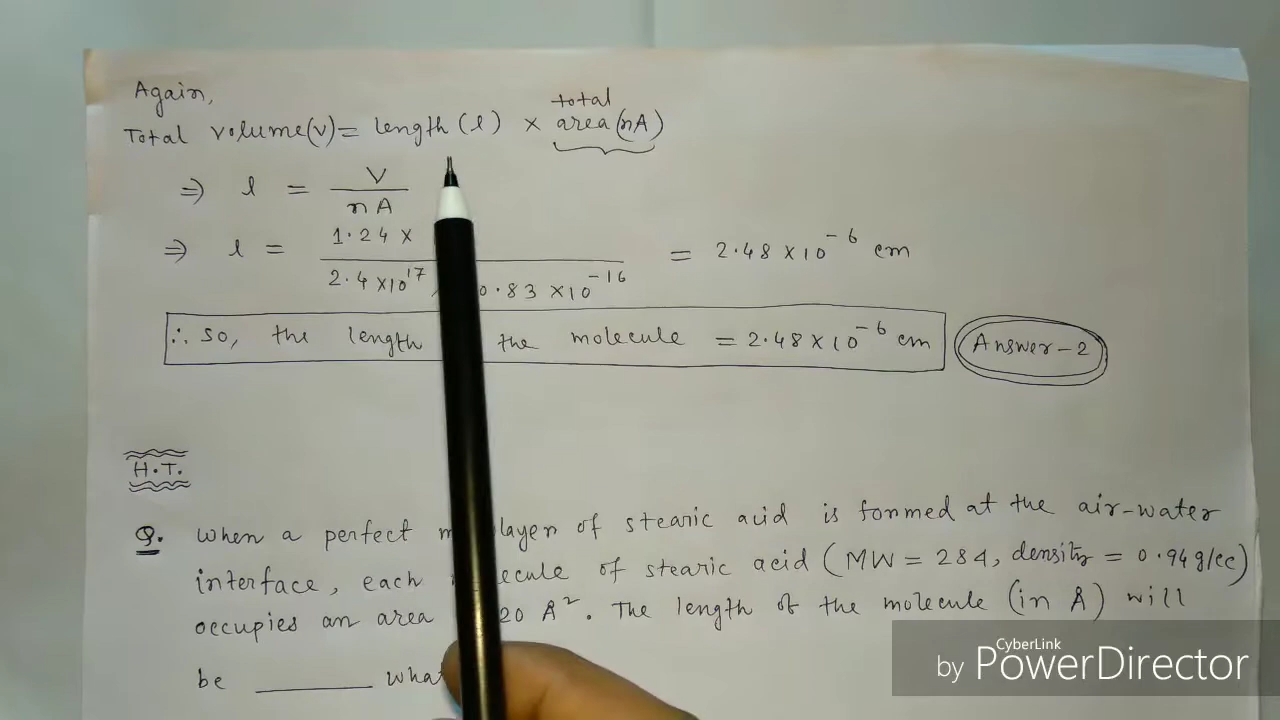 Again,
total
Total volume(v) = length (l) × area (nA)
⇒ l = V / nA
⇒ l = 1.24 × / 2.4 × 10^17 0.83 × 10^-16 = 2.48 × 10^-6 cm
∴ so, the length the molecule = 2.48 × 10^-6 cm Answer-2
H.T.
Q. When a perfect layer of stearic acid is formed at the air-water
interface, each of stearic acid (MW = 284, density = 0.94 g/cc)
occupies an area 20 Å². The length of the molecule (in Å) will
be ______
CyberLink
by PowerDirector